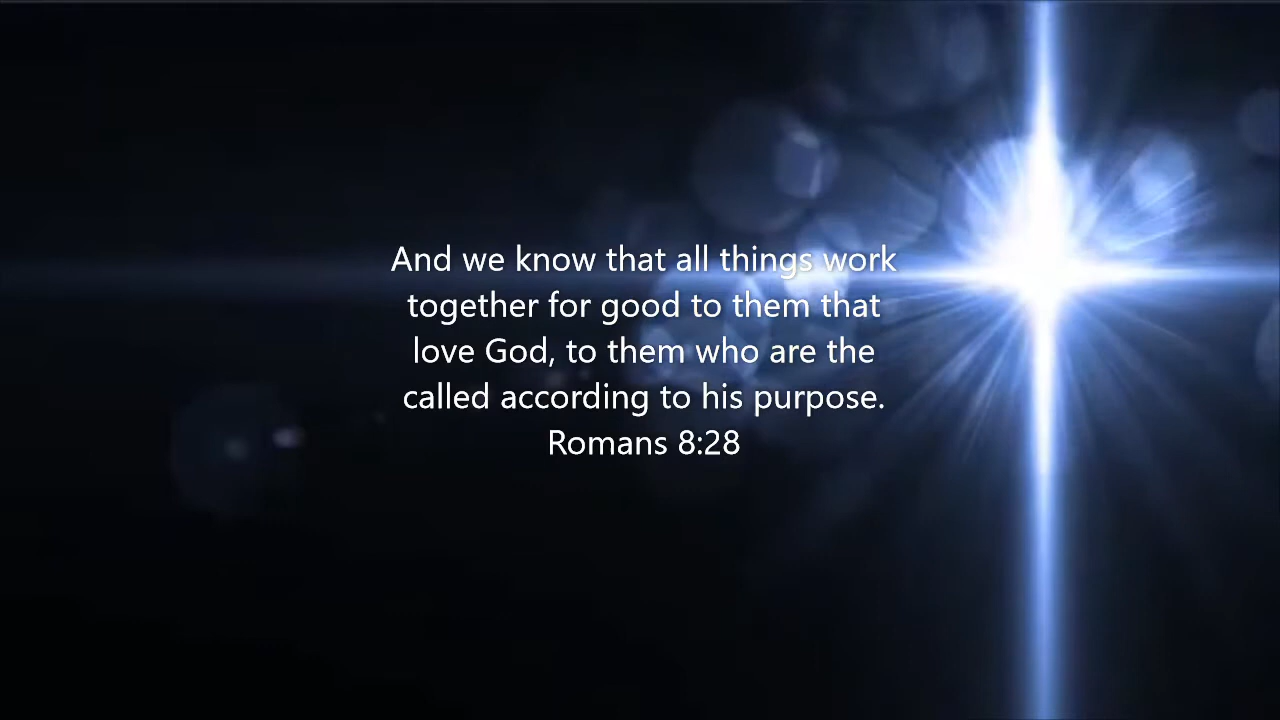 And we know that all things work
together for good to them that
love God, to them who are the
called according to his purpose.
Romans 8:28